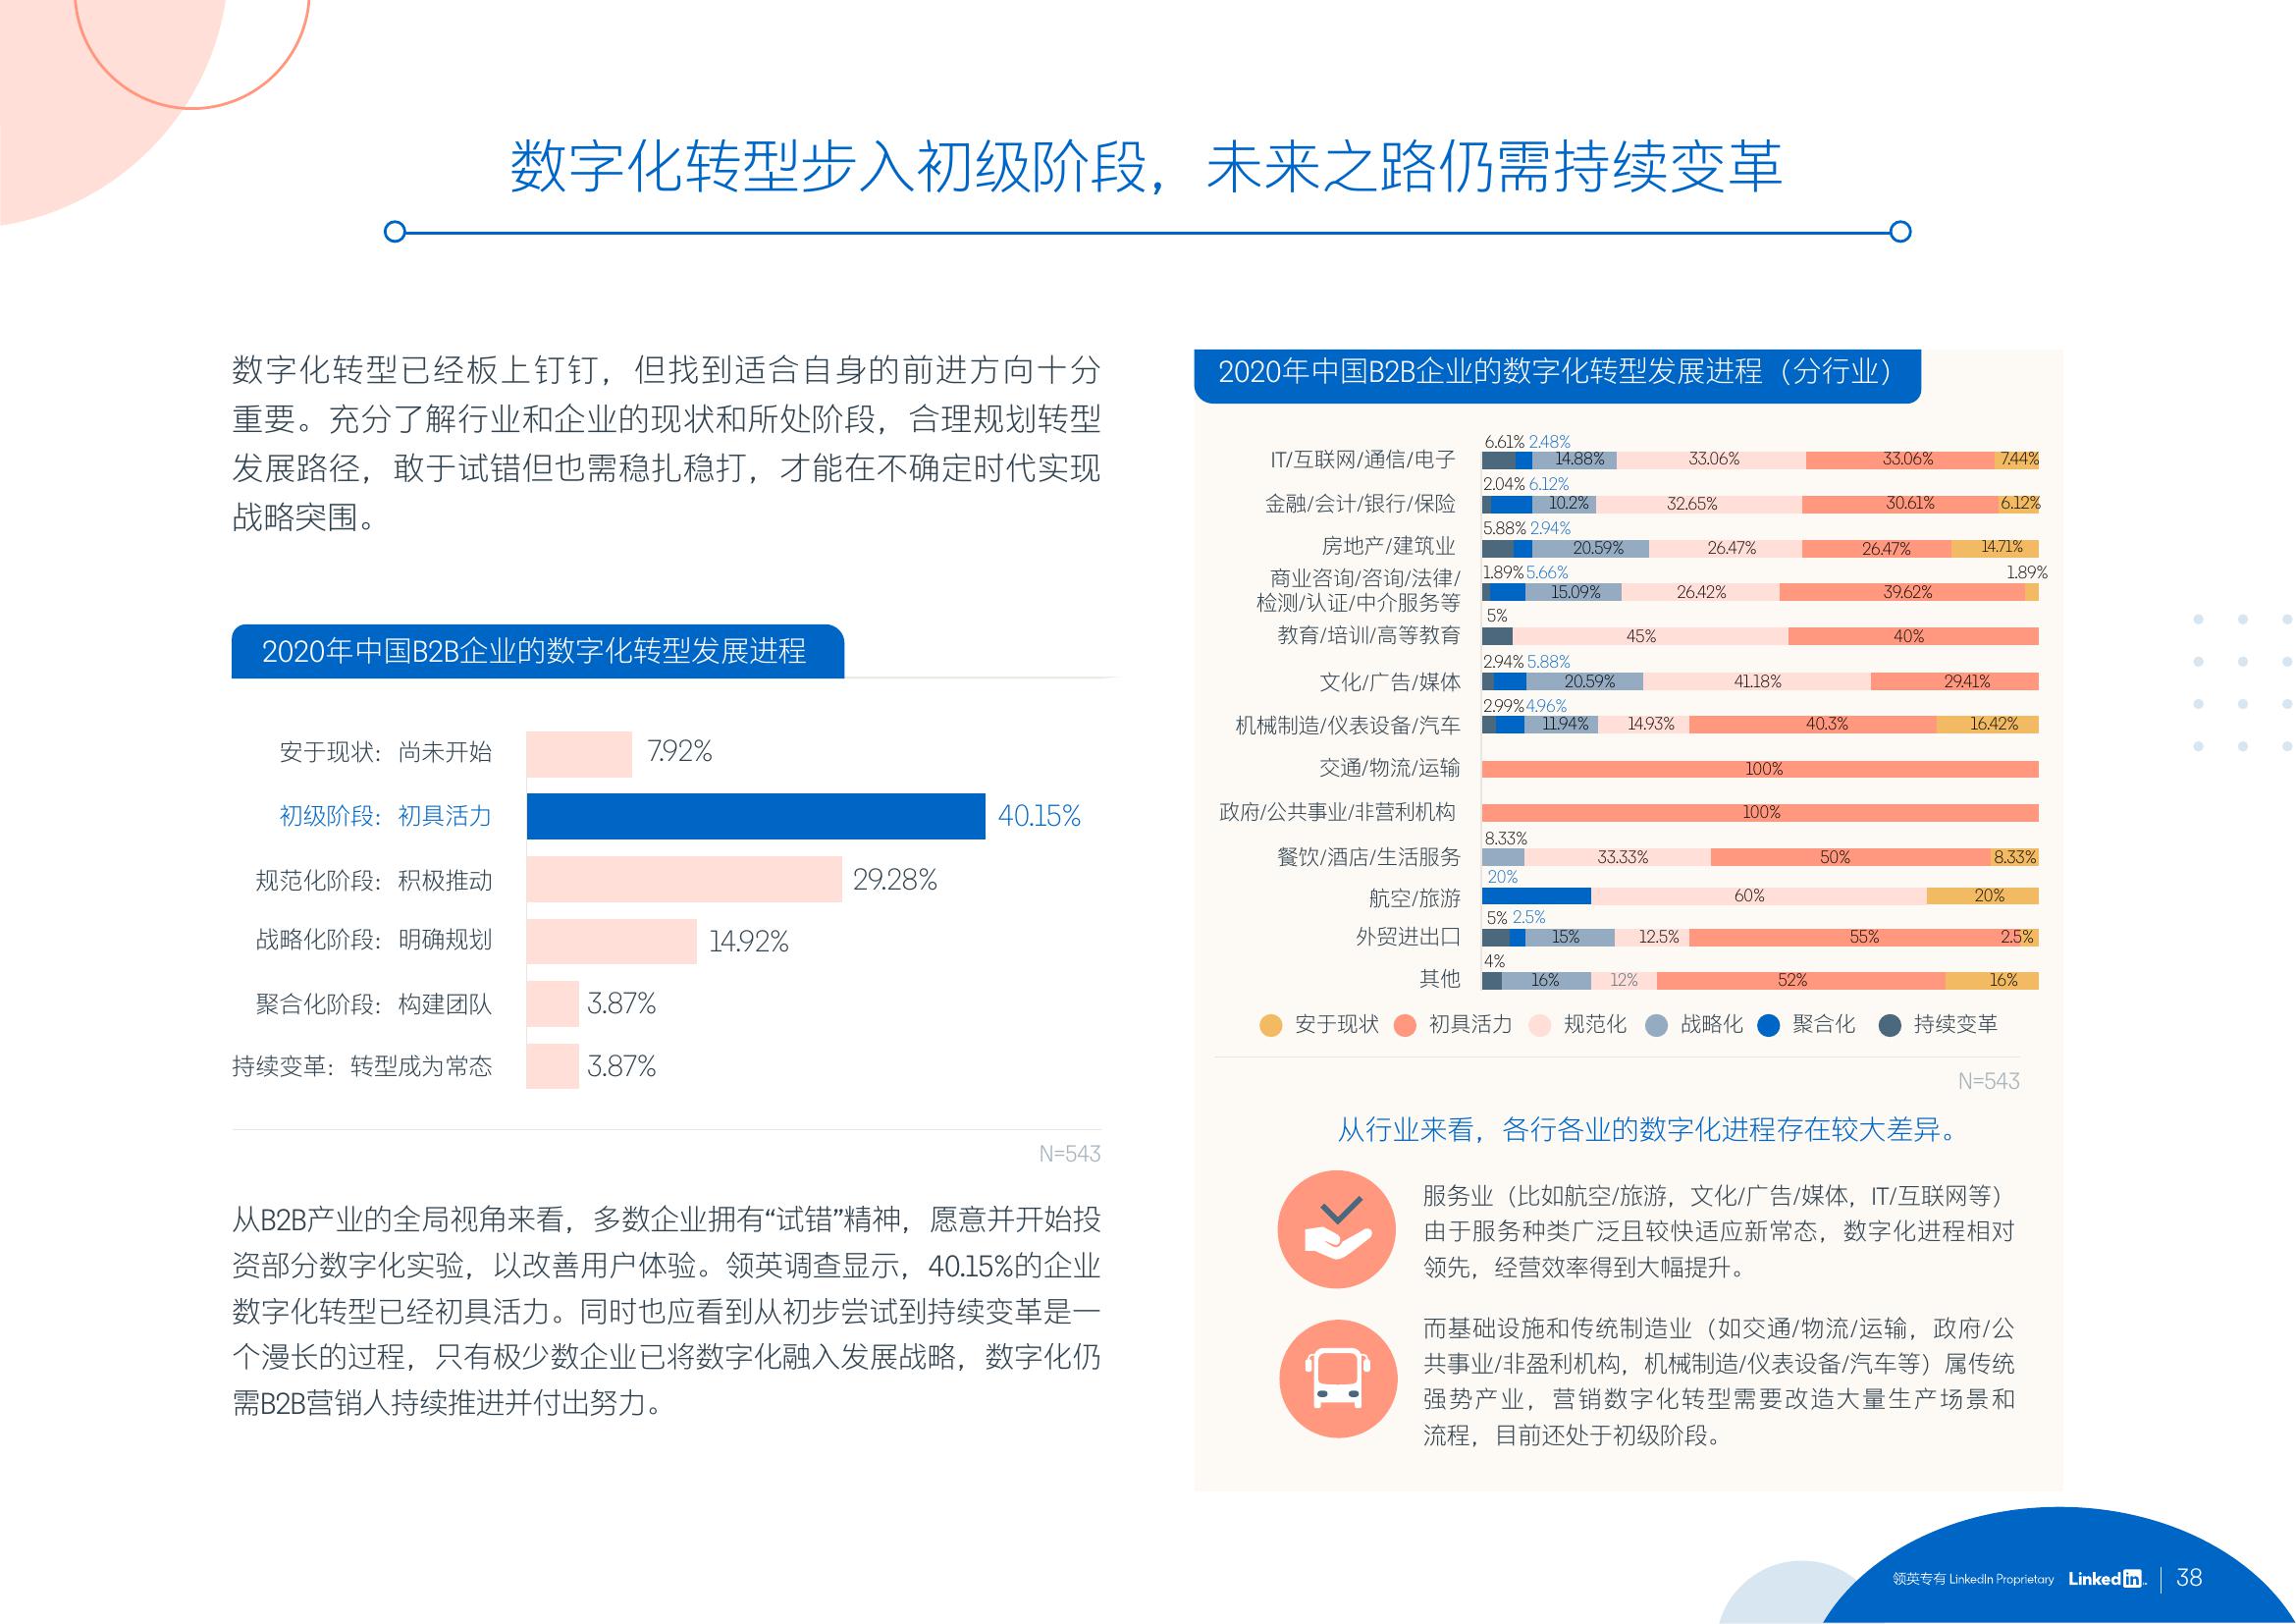 数字化转型步入初级阶段，未来之路仍需持续变革
数字化转型已经板上钉钉，但找到适合自身的前进方向十分
重要。充分了解行业和企业的现状和所处阶段，合理规划转型
发展路径，敢于试错但也需稳扎稳打，才能在不确定时代实现
战略突围。
2020年中国B2B企业的数字化转型发展进程
安于现状：尚未开始 7.92%
初级阶段：初具活力 40.15%
规范化阶段：积极推动 29.28%
战略化阶段：明确规划 14.92%
聚合化阶段：构建团队 3.87%
持续变革：转型成为常态 3.87%
N=543
从B2B产业的全局视角来看，多数企业拥有“试错”精神，愿意并开始投
资部分数字化实验，以改善用户体验。领英调查显示，40.15%的企业
数字化转型已经初具活力。同时也应看到从初步尝试到持续变革是一
个漫长的过程，只有极少数企业已将数字化融入发展战略，数字化仍
需B2B营销人持续推进并付出努力。
2020年中国B2B企业的数字化转型发展进程（分行业）
6.61% 2.48%
IT/互联网/通信/电子 14.88% 33.06% 33.06% 7.44%
2.04% 6.12%
金融/会计/银行/保险 10.2% 32.65% 30.61% 6.12%
5.88% 2.94%
房地产/建筑业 20.59% 26.47% 26.47% 14.71%
商业咨询/咨询/法律/ 1.89% 5.66% 1.89%
检测/认证/中介服务等 15.09% 26.42% 39.62%
5%
教育/培训/高等教育 45% 40%
2.94% 5.88%
文化/广告/媒体 20.59% 41.18% 29.41%
2.99% 4.96%
机械制造/仪表设备/汽车 11.94% 14.93% 40.3% 16.42%
交通/物流/运输 100%
政府/公共事业/非营利机构 100%
8.33%
餐饮/酒店/生活服务 33.33% 50% 8.33%
20%
航空/旅游 60% 20%
5% 2.5%
外贸进出口 15% 12.5% 55% 2.5%
4%
其他 16% 12% 52% 16%
安于现状 初具活力 规范化 战略化 聚合化 持续变革
N=543
从行业来看，各行各业的数字化进程存在较大差异。
服务业（比如航空/旅游，文化/广告/媒体，IT/互联网等）
由于服务种类广泛且较快适应新常态，数字化进程相对
领先，经营效率得到大幅提升。
而基础设施和传统制造业（如交通/物流/运输，政府/公
共事业/非盈利机构，机械制造/仪表设备/汽车等）属传统
强势产业，营销数字化转型需要改造大量生产场景和
流程，目前还处于初级阶段。
领英专有 LinkedIn Proprietary LinkedIn 38